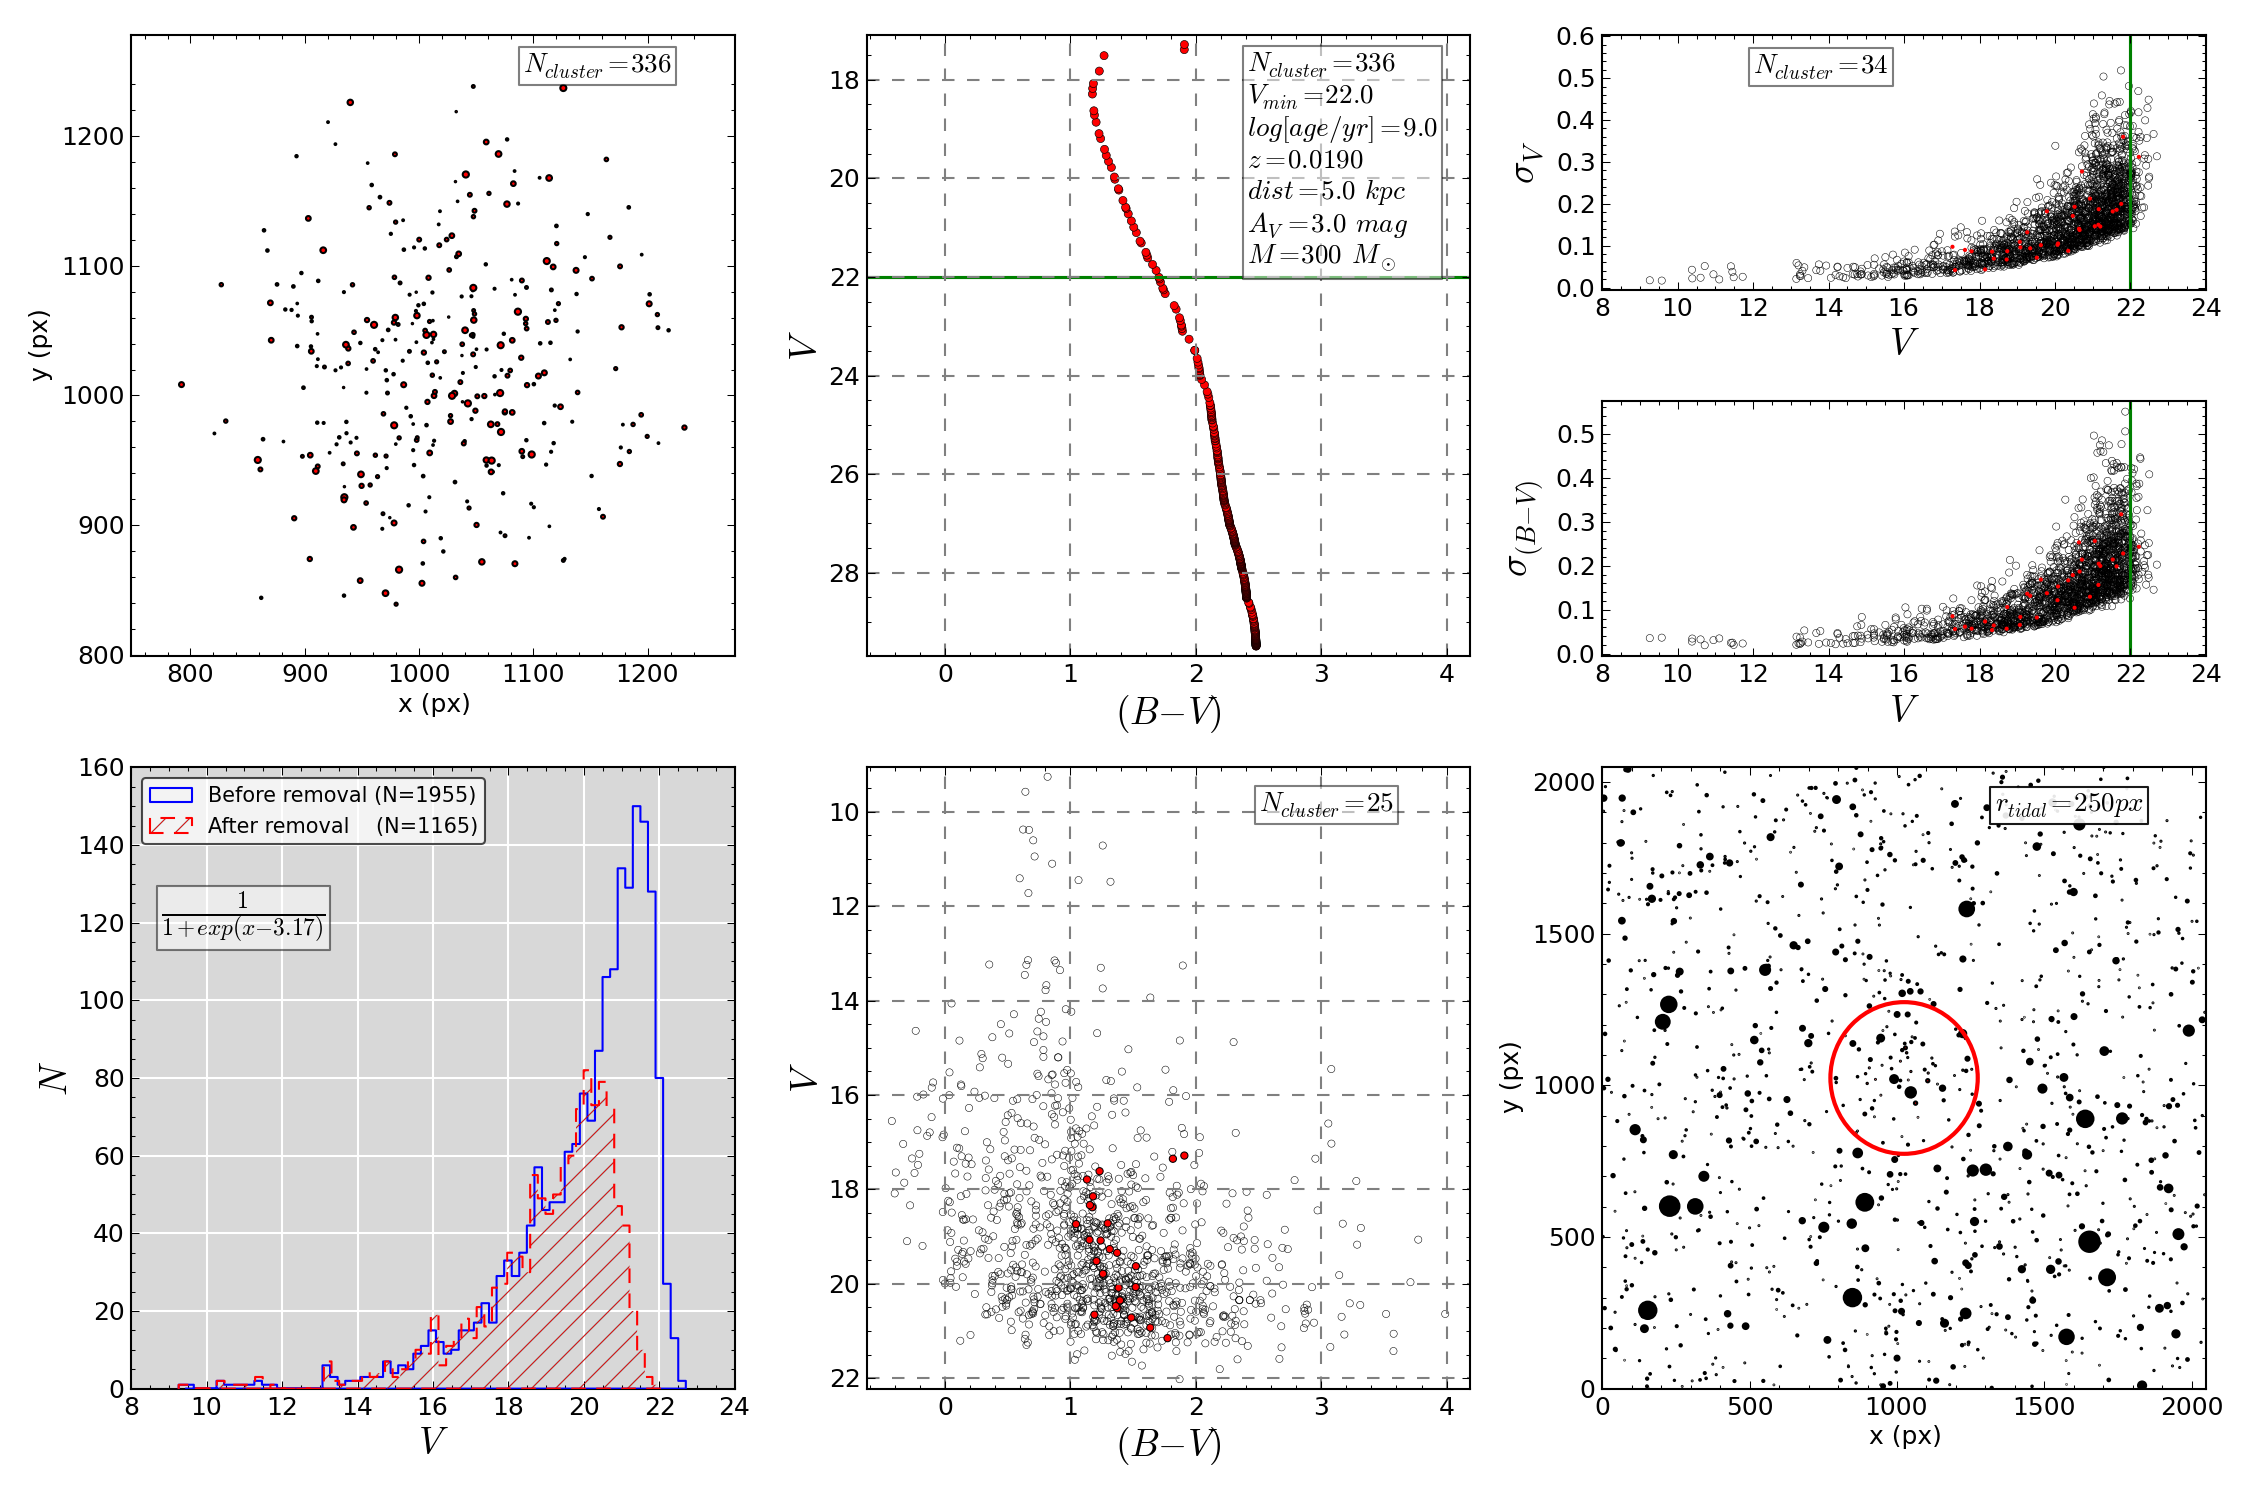 N_cluster = 336
1200
1100
1000
900
800
800 900 1000 1100 1200
x (px)
y (px)
N_cluster = 336
V_min = 22.0
log[age/yr] = 9.0
z = 0.0190
dist = 5.0 kpc
A_V = 3.0 mag
M = 300 M_⊙
18
20
22
24
26
28
0 1 2 3 4
(B−V)
V
N_cluster = 34
0.6
0.5
0.4
0.3
0.2
0.1
0.0
8 10 12 14 16 18 20 22 24
V
σ_V
0.5
0.4
0.3
0.2
0.1
0.0
8 10 12 14 16 18 20 22 24
V
σ_(B−V)
Before removal (N=1955)
After removal (N=1165)
1
1+exp(x−3.17)
160
140
120
100
80
60
40
20
0
8 10 12 14 16 18 20 22 24
V
N
N_cluster = 25
10
12
14
16
18
20
22
0 1 2 3 4
(B−V)
V
r_tidal = 250px
2000
1500
1000
500
0
0 500 1000 1500 2000
x (px)
y (px)